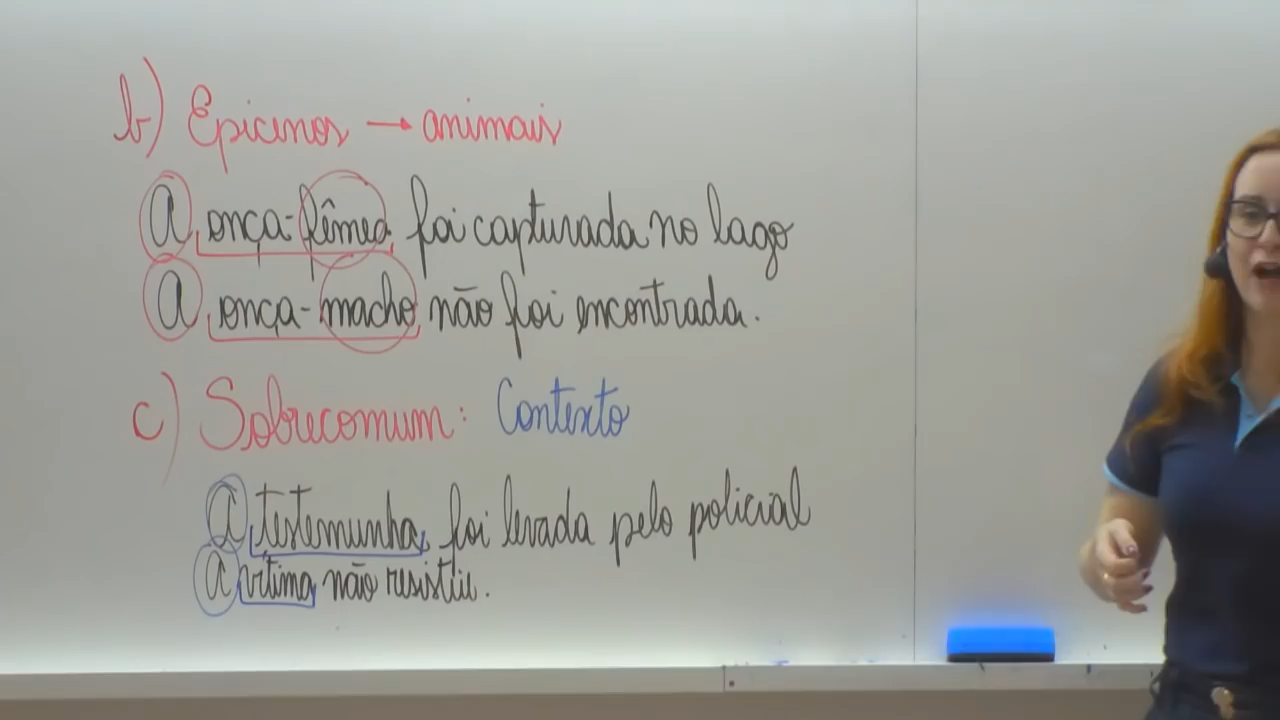 b) Epicenos → animais
A onça-fêmea foi capturada no lago
A onça-macho não foi encontrada.
c) Sobrecomum: Contexto
A testemunha foi levada pelo policial
A vítima não resistiu.